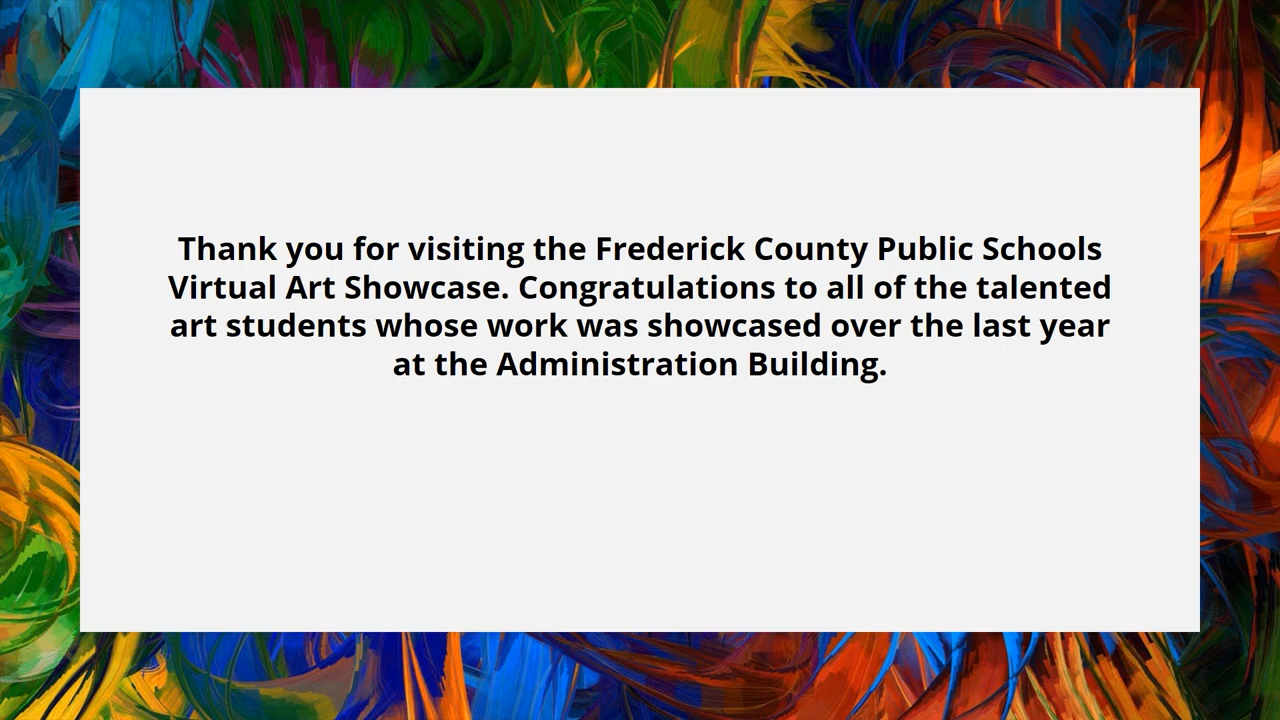 Thank you for visiting the Frederick County Public Schools
Virtual Art Showcase. Congratulations to all of the talented
art students whose work was showcased over the last year
at the Administration Building.